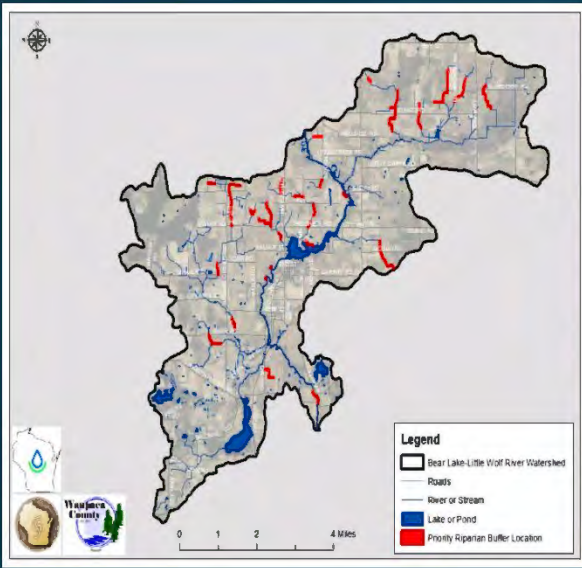 Legend
Bear Lake-Little Wolf River Watershed
Roads
River or Stream
Lake or Pond
Priority Riparian Buffer Location
Waupaca
County
0 1 2 4 Miles